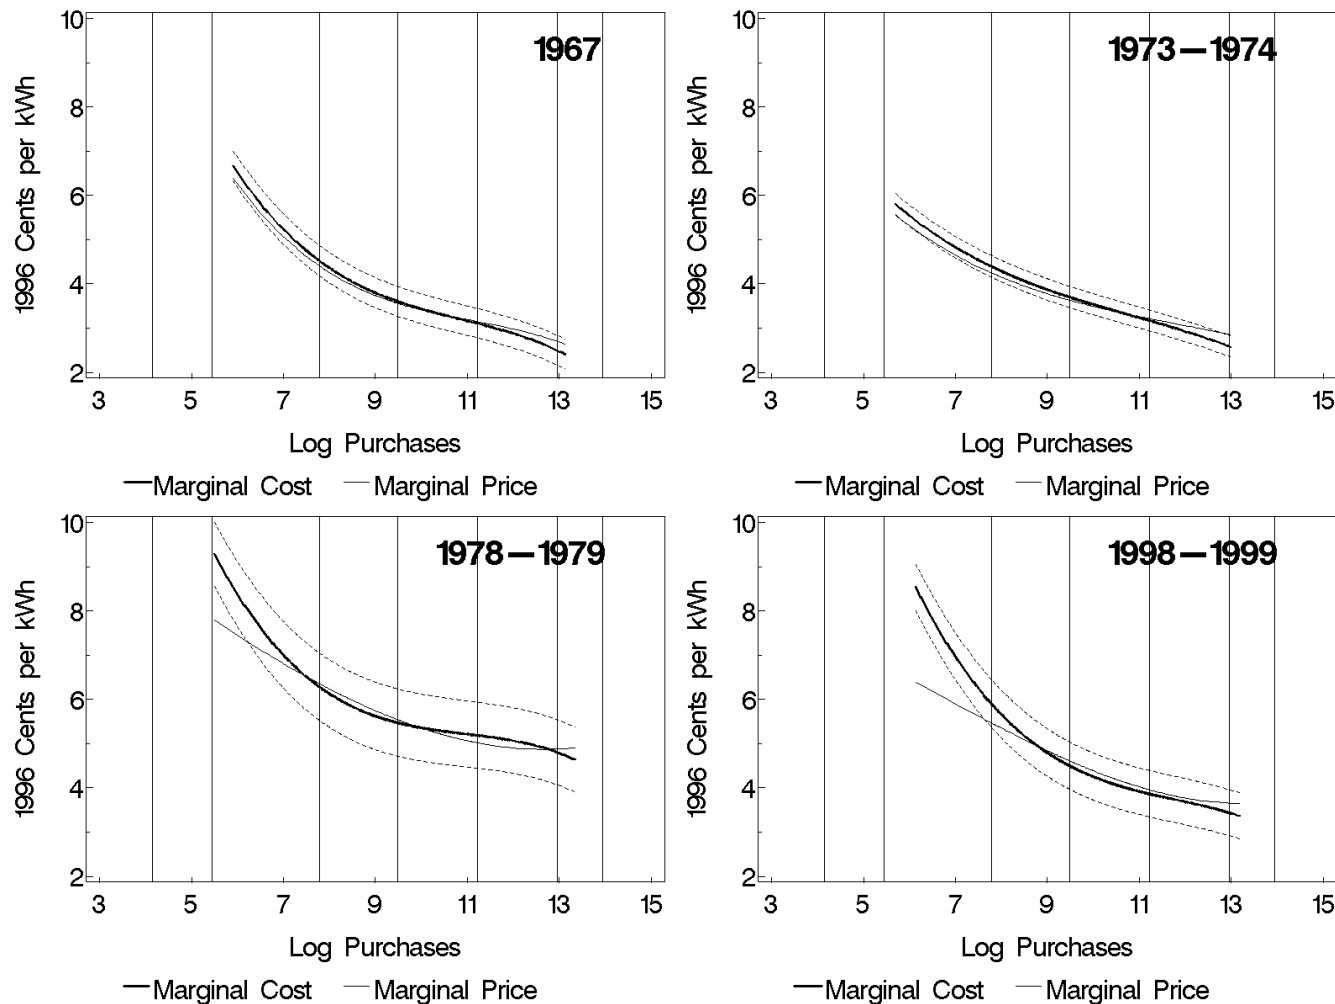 1967
1996 Cents per kWh
10
8
6
4
2
3 5 7 9 11 13 15
Log Purchases
Marginal Cost Marginal Price
1973—1974
1996 Cents per kWh
10
8
6
4
2
3 5 7 9 11 13 15
Log Purchases
Marginal Cost Marginal Price
1978—1979
1996 Cents per kWh
10
8
6
4
2
3 5 7 9 11 13 15
Log Purchases
Marginal Cost Marginal Price
1998—1999
1996 Cents per kWh
10
8
6
4
2
3 5 7 9 11 13 15
Log Purchases
Marginal Cost Marginal Price